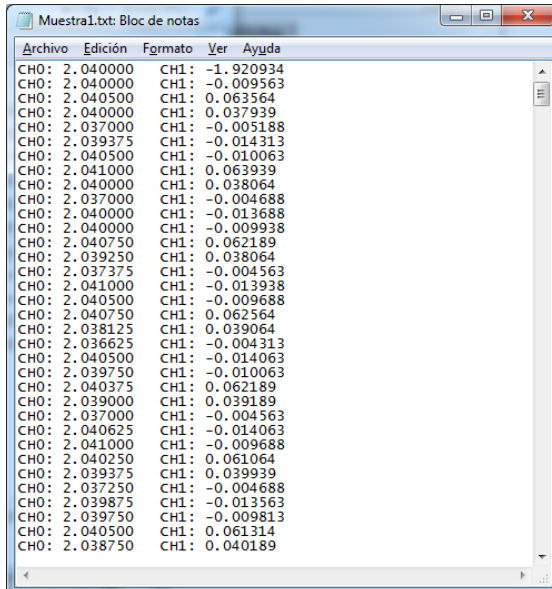 Muestra1.txt: Bloc de notas
Archivo Edición Formato Ver Ayuda
CH0: 2.040000 CH1: -1.920934
CH0: 2.040000 CH1: -0.009563
CH0: 2.040500 CH1: 0.063564
CH0: 2.040000 CH1: 0.037939
CH0: 2.037000 CH1: -0.005188
CH0: 2.039375 CH1: -0.014313
CH0: 2.040500 CH1: -0.010063
CH0: 2.041000 CH1: 0.063939
CH0: 2.040000 CH1: 0.038064
CH0: 2.037000 CH1: -0.004688
CH0: 2.040000 CH1: -0.013688
CH0: 2.040000 CH1: -0.009938
CH0: 2.040750 CH1: 0.062189
CH0: 2.039250 CH1: 0.038064
CH0: 2.037375 CH1: -0.004563
CH0: 2.041000 CH1: -0.013938
CH0: 2.040500 CH1: -0.009688
CH0: 2.040750 CH1: 0.062564
CH0: 2.038125 CH1: 0.039064
CH0: 2.036625 CH1: -0.004313
CH0: 2.040500 CH1: -0.014063
CH0: 2.039750 CH1: -0.010063
CH0: 2.040375 CH1: 0.062189
CH0: 2.039000 CH1: 0.039189
CH0: 2.037000 CH1: -0.004563
CH0: 2.040625 CH1: -0.014063
CH0: 2.041000 CH1: -0.009688
CH0: 2.040250 CH1: 0.061064
CH0: 2.039375 CH1: 0.039939
CH0: 2.037250 CH1: -0.004688
CH0: 2.039875 CH1: -0.013563
CH0: 2.039750 CH1: -0.009813
CH0: 2.040500 CH1: 0.061314
CH0: 2.038750 CH1: 0.040189